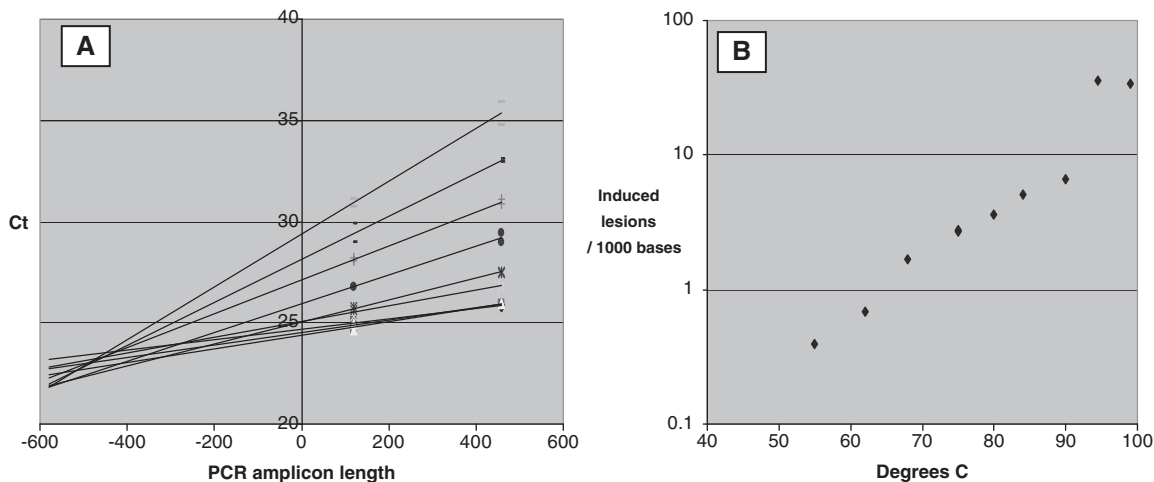 A
40
35
30
25
20
Ct
-600 -400 -200 0 200 400 600
PCR amplicon length
B
100
10
1
0.1
Induced
lesions
/ 1000 bases
40 50 60 70 80 90 100
Degrees C